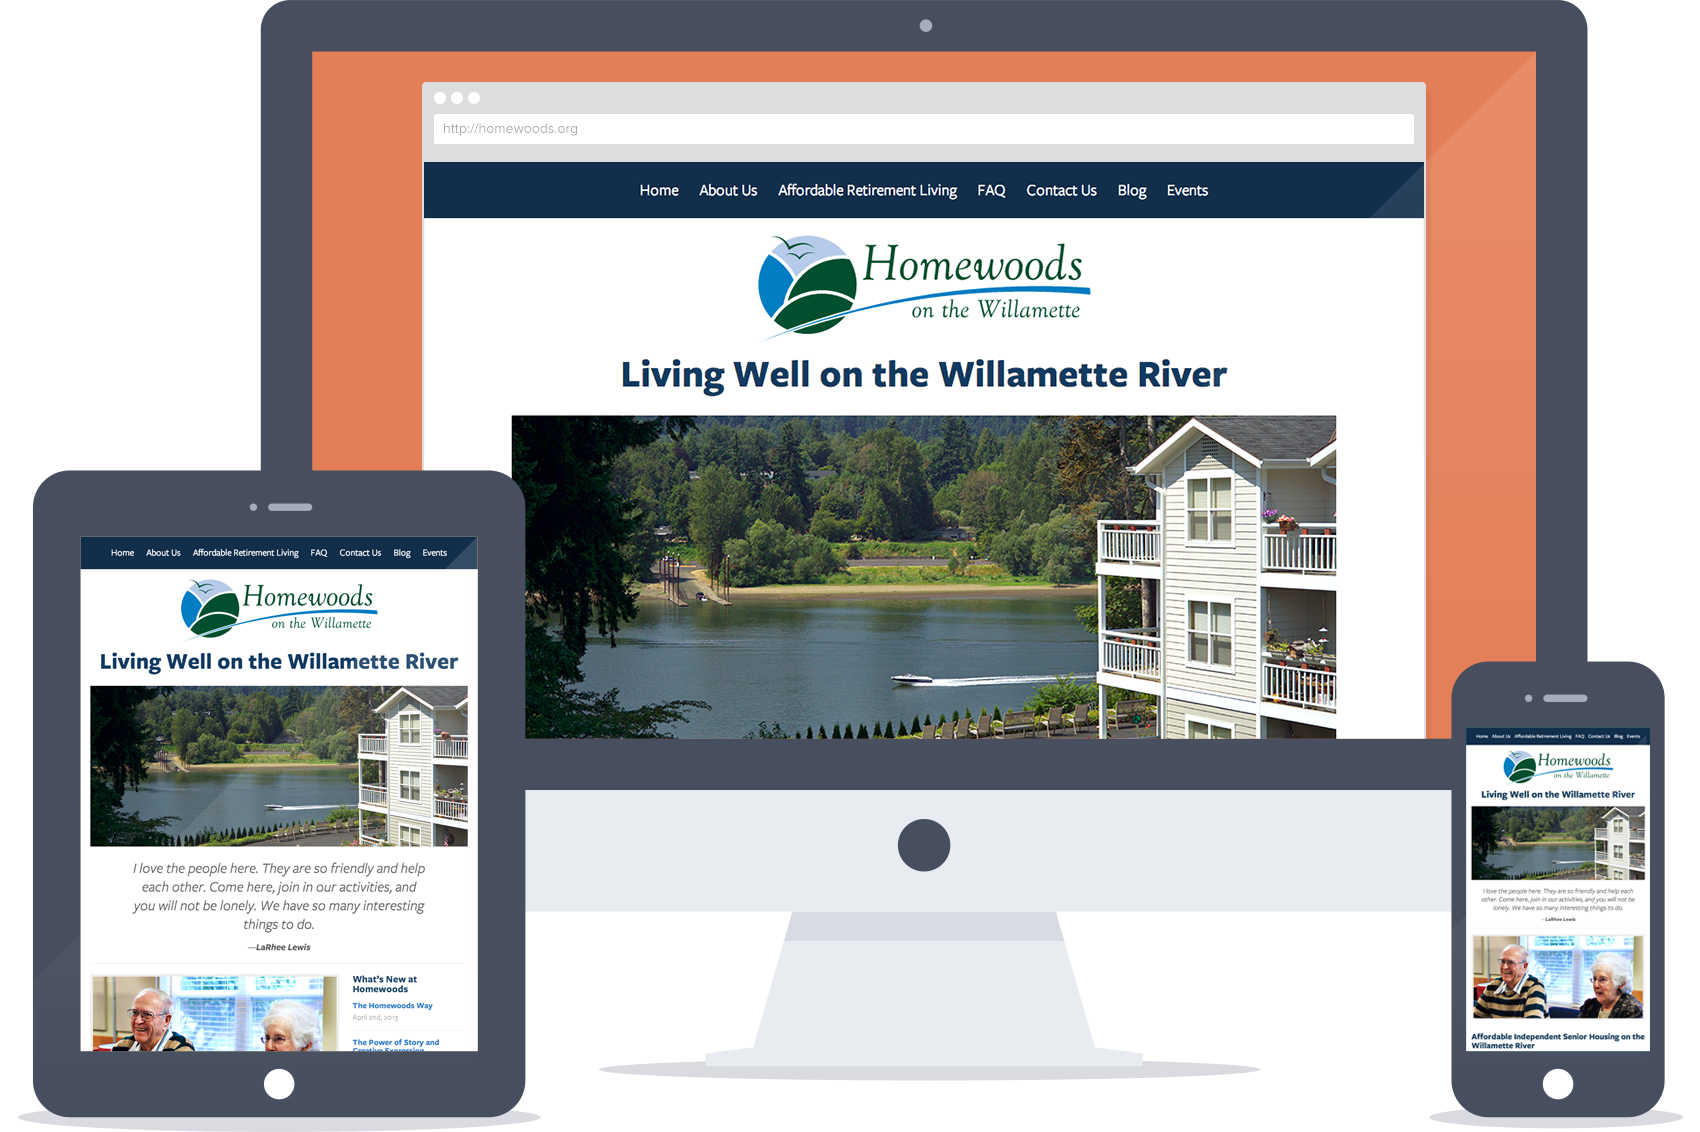 http://homewoods.org
Home About Us Affordable Retirement Living FAQ Contact Us Blog Events
Homewoods
on the Willamette
Living Well on the Willamette River
Home About Us Affordable Retirement Living FAQ Contact Us Blog Events
Homewoods
on the Willamette
Living Well on the Willamette River
I love the people here. They are so friendly and help
each other. Come here, join in our activities, and
you will not be lonely. We have so many interesting
things to do.
—LaRhee Lewis
What's New at
Homewoods
The Homewoods Way
April 2nd, 2013
The Power of Story and
Creative Expression
Home About Us Affordable Retirement Living FAQ Contact Us Blog Events
Homewoods
on the Willamette
Living Well on the Willamette River
I love the people here. They are so friendly and help each
other. Come here, join in our activities, and you will not be
lonely. We have so many interesting things to do.
—LaRhee Lewis
Affordable Independent Senior Housing on the
Willamette River